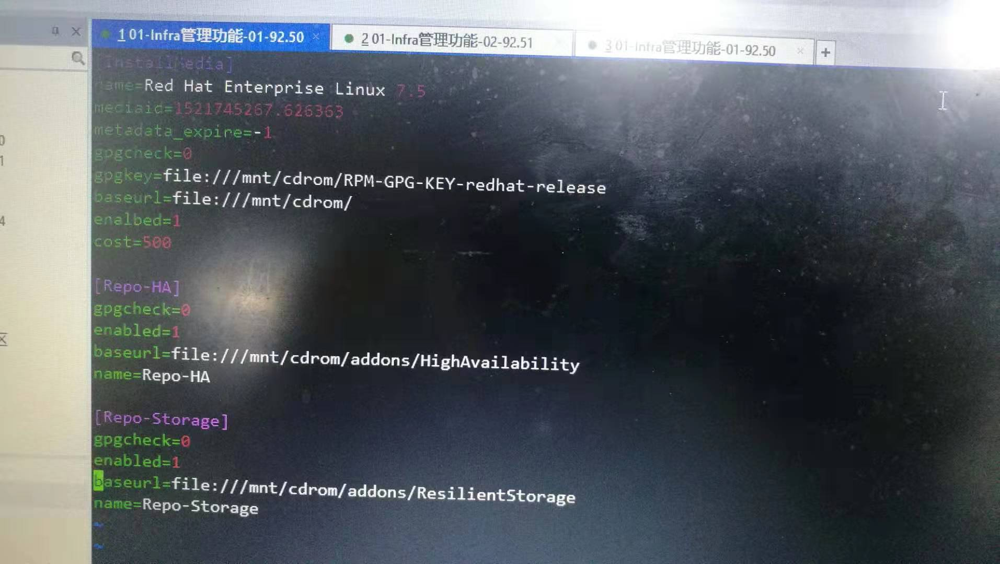 1 01-Infra管理功能-01-92.50
2 01-Infra管理功能-02-92.51
3 01-Infra管理功能-01-92.50
[InstallMedia]
name=Red Hat Enterprise Linux 7.5
mediaid=1521745267.626363
metadata_expire=-1
gpgcheck=0
gpgkey=file:///mnt/cdrom/RPM-GPG-KEY-redhat-release
baseurl=file:///mnt/cdrom/
enalbed=1
cost=500
[Repo-HA]
gpgcheck=0
enabled=1
baseurl=file:///mnt/cdrom/addons/HighAvailability
name=Repo-HA
[Repo-Storage]
gpgcheck=0
enabled=1
baseurl=file:///mnt/cdrom/addons/ResilientStorage
name=Repo-Storage
~
~